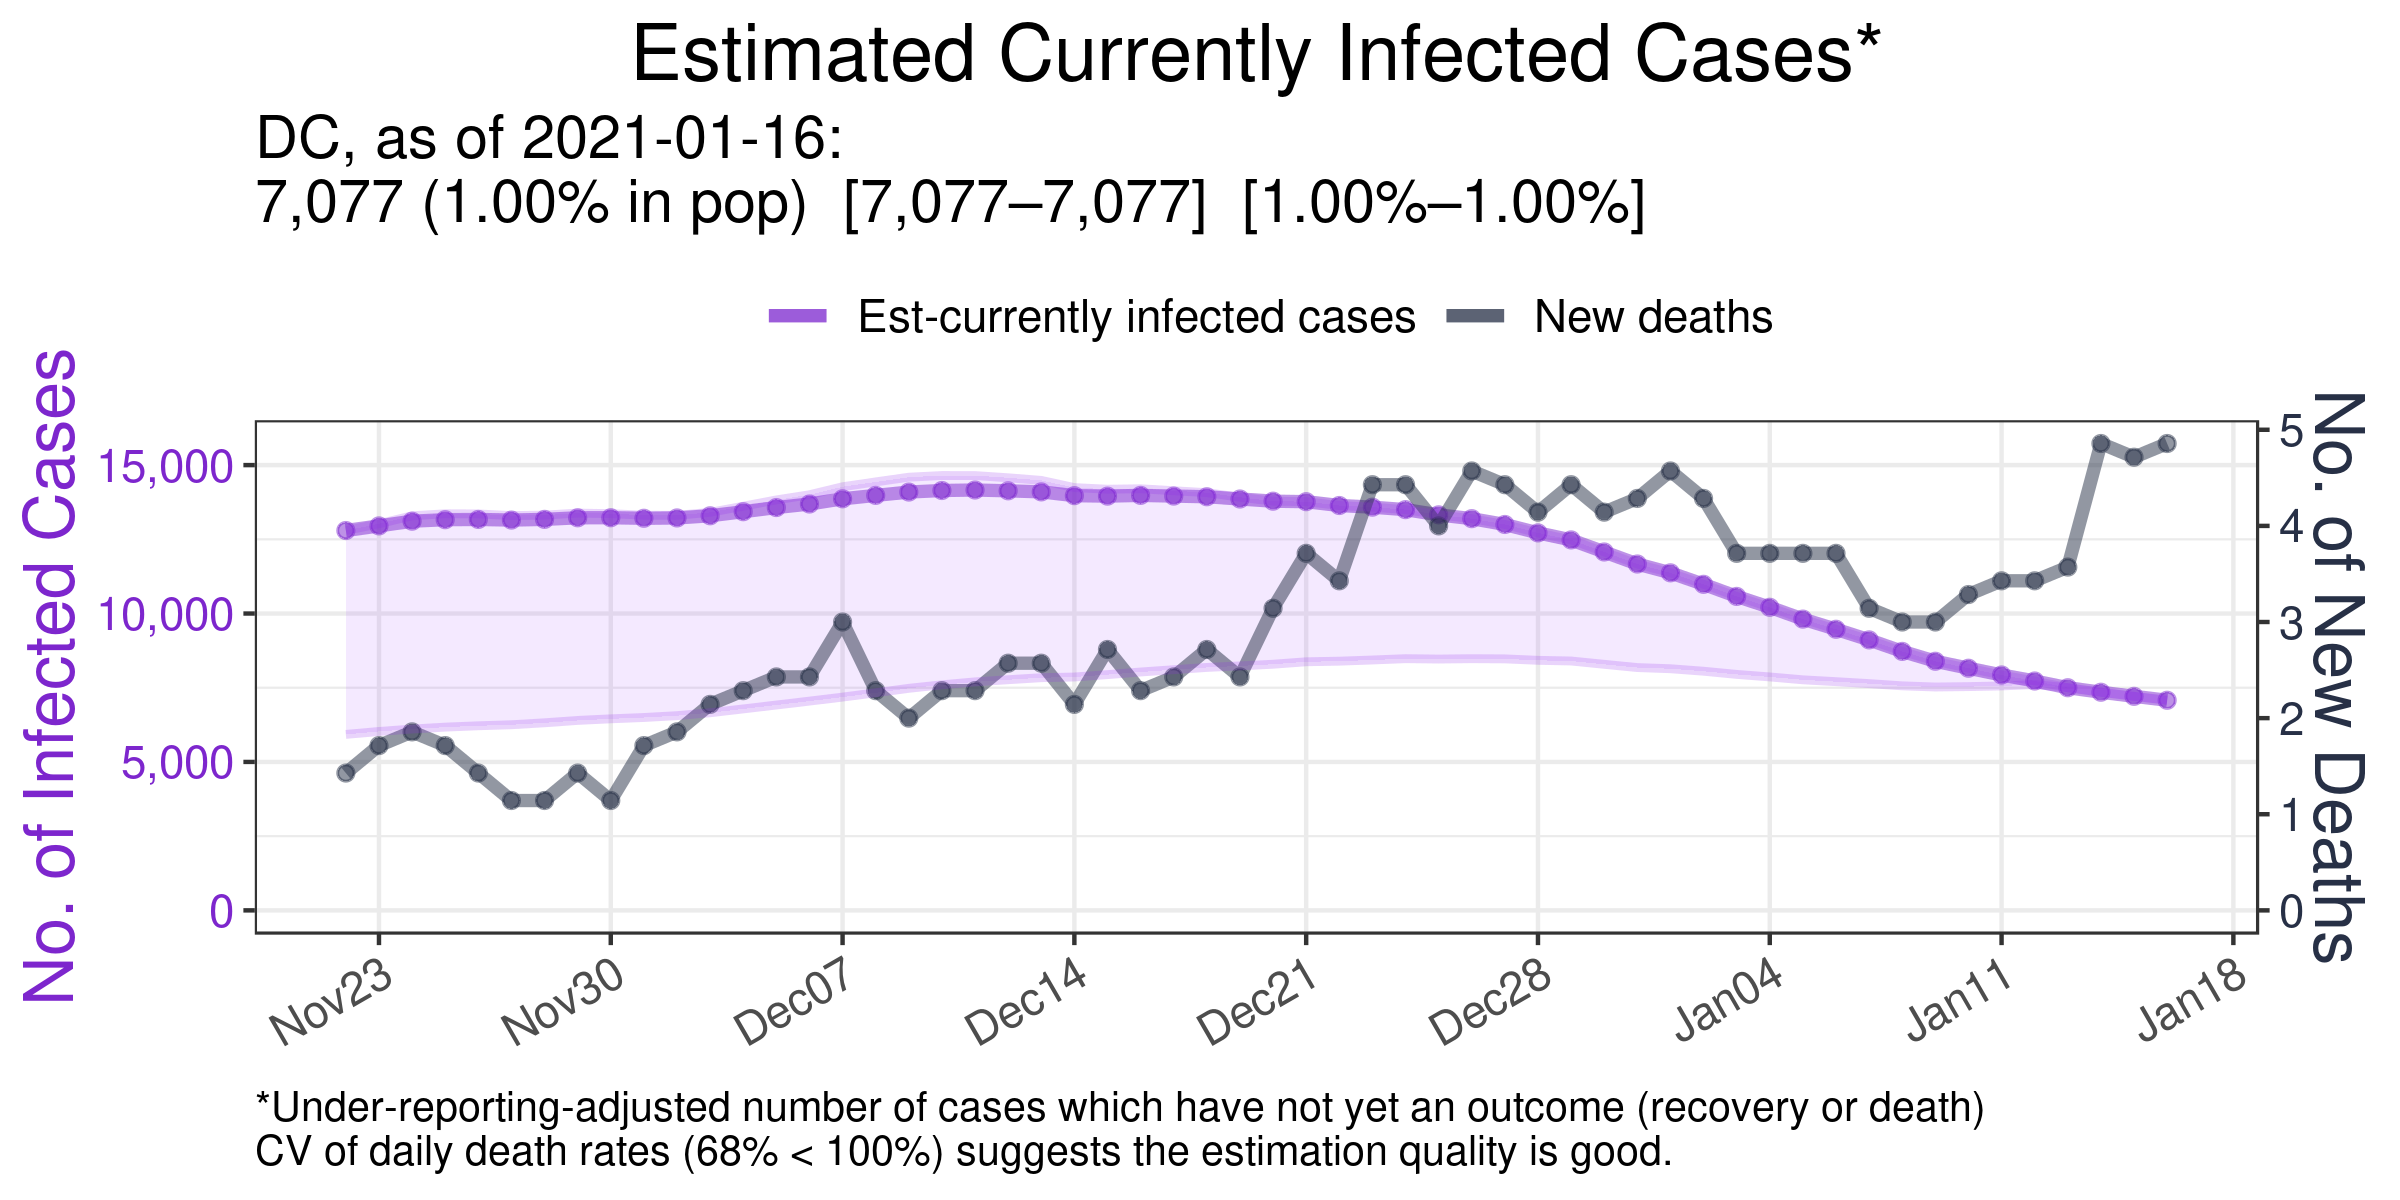 Estimated Currently Infected Cases*
DC, as of 2021-01-16:
7,077 (1.00% in pop)  [7,077–7,077]  [1.00%–1.00%]
Est-currently infected cases
New deaths
No. of Infected Cases
15,000
10,000
5,000
0
No. of New Deaths
5
4
3
2
1
0
Nov23
Nov30
Dec07
Dec14
Dec21
Dec28
Jan04
Jan11
Jan18
*Under-reporting-adjusted number of cases which have not yet an outcome (recovery or death)
CV of daily death rates (68% < 100%) suggests the estimation quality is good.